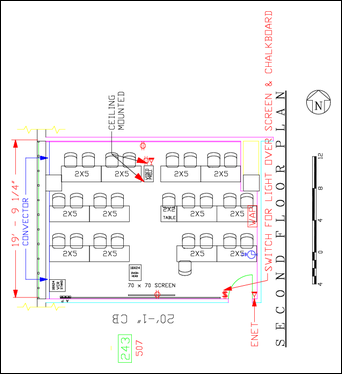 CEILING
MOUNTED
SWITCH FOR LIGHT OVER SCREEN & CHALKBOARD
SECOND FLOOR PLAN
N
12
4
0
4
19' - 9 1/4"
CONVECTOR
2X5
2X5
2X5
2X5
2X5
2X5
2X5
TABLE
2X5
2X5
2X5
2X5
2X5
WAP
70 x 70 SCREEN
20'-1" CB
ENET
243
507